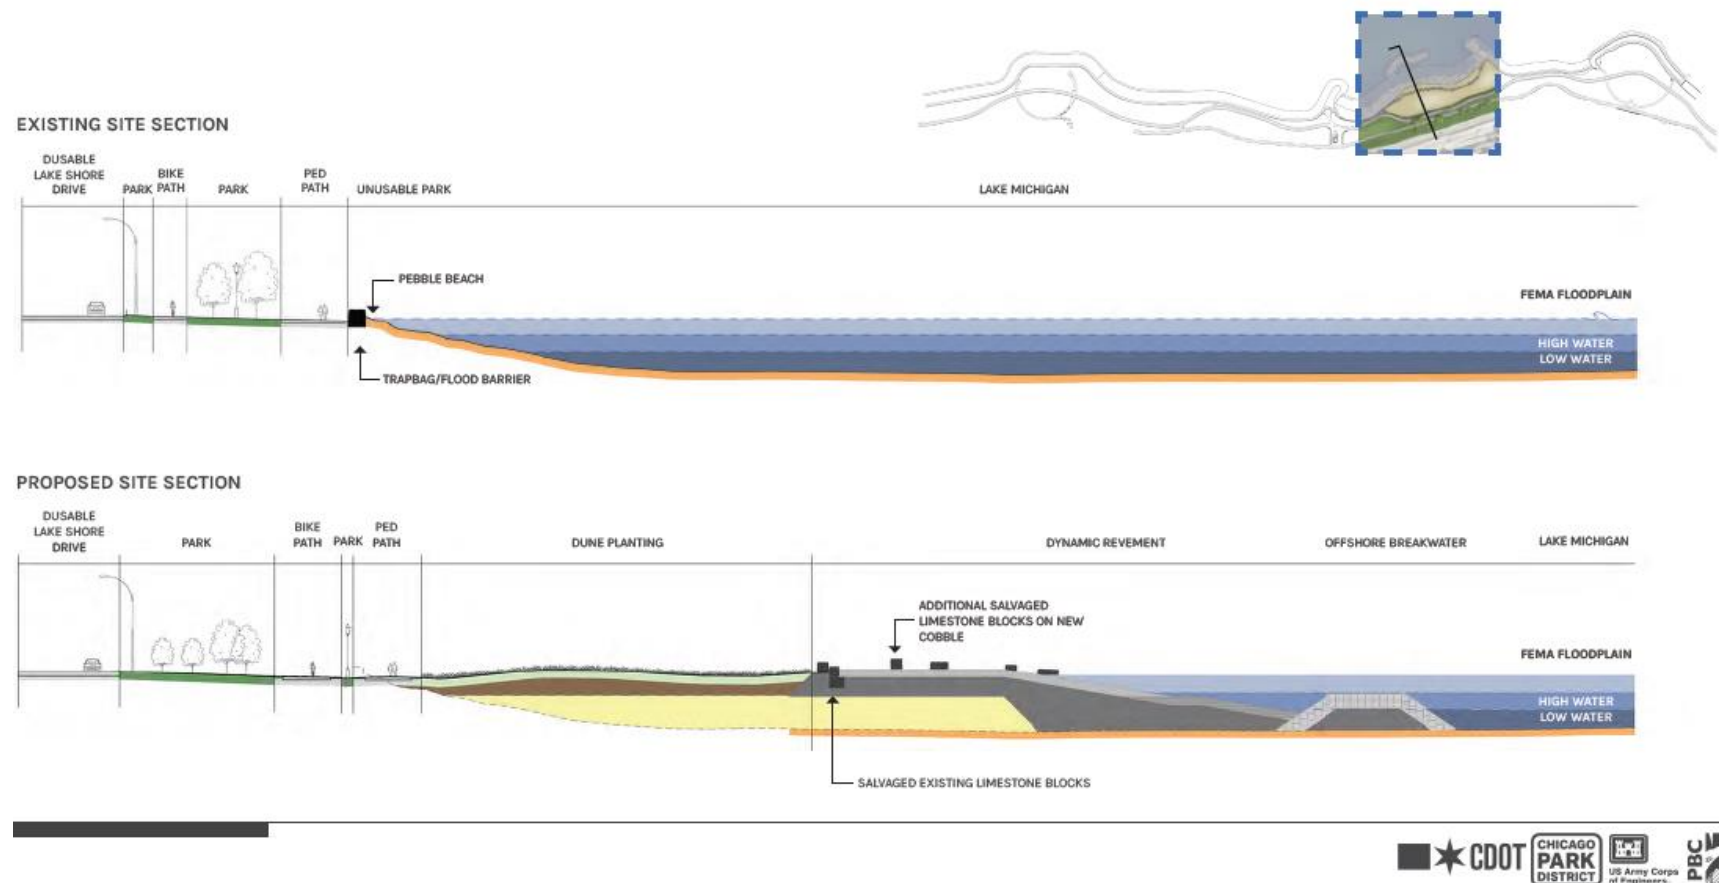 EXISTING SITE SECTION
DUSABLE
LAKE SHORE
DRIVE
PARK
BIKE
PATH
PARK
PED
PATH
UNUSABLE PARK
LAKE MICHIGAN
PEBBLE BEACH
FEMA FLOODPLAIN
HIGH WATER
LOW WATER
TRAPBAG/FLOOD BARRIER
PROPOSED SITE SECTION
DUSABLE
LAKE SHORE
DRIVE
PARK
BIKE
PATH
PARK
PED
PATH
DUNE PLANTING
DYNAMIC REVEMENT
OFFSHORE BREAKWATER
LAKE MICHIGAN
ADDITIONAL SALVAGED
LIMESTONE BLOCKS ON NEW
COBBLE
FEMA FLOODPLAIN
HIGH WATER
LOW WATER
SALVAGED EXISTING LIMESTONE BLOCKS
CDOT
CHICAGO
PARK
DISTRICT
US Army Corps
of Engineers
PBC